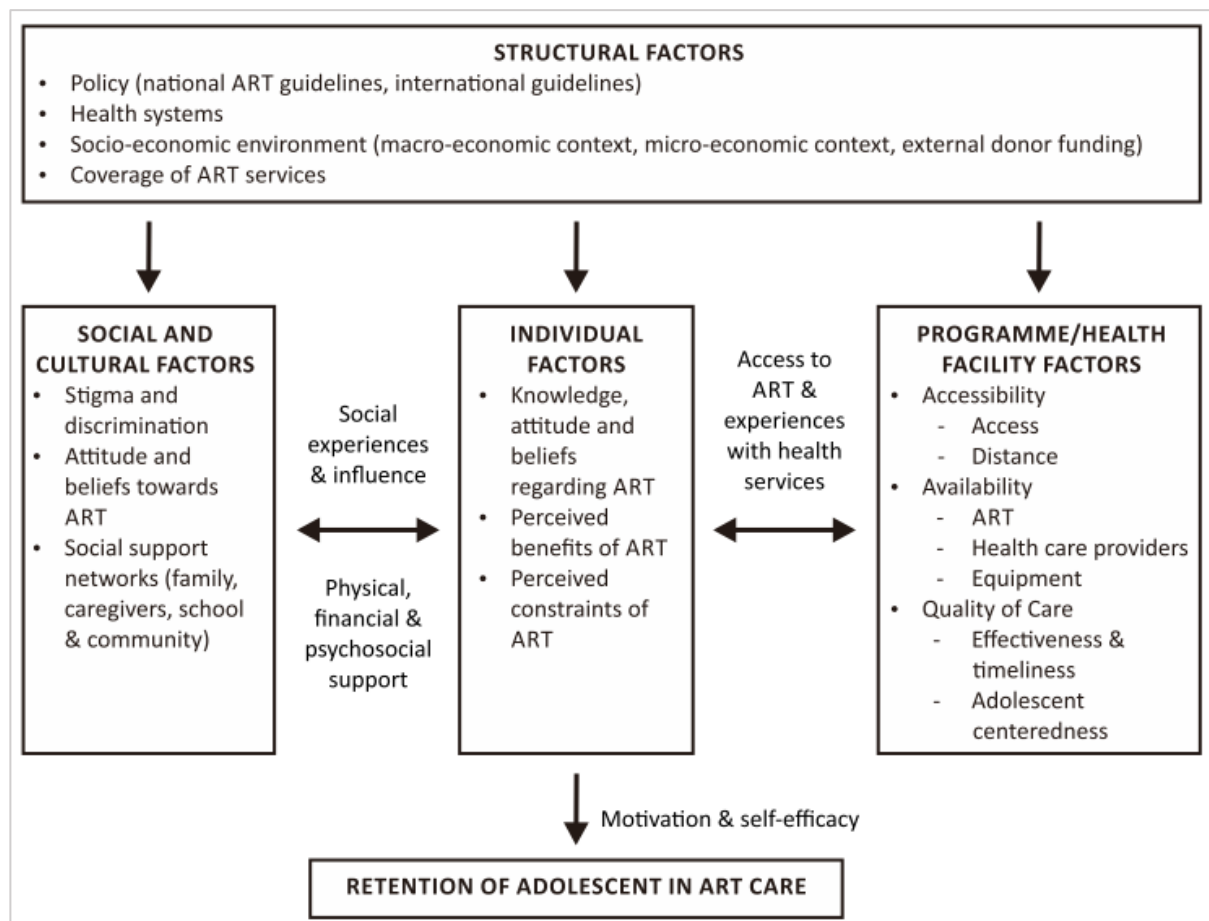 STRUCTURAL FACTORS
• Policy (national ART guidelines, international guidelines)
• Health systems
• Socio-economic environment (macro-economic context, micro-economic context, external donor funding)
• Coverage of ART services
SOCIAL AND
CULTURAL FACTORS
• Stigma and
discrimination
• Attitude and
beliefs towards
ART
• Social support
networks (family,
caregivers, school
& community)
Social
experiences
& influence
Physical,
financial &
psychosocial
support
INDIVIDUAL
FACTORS
• Knowledge,
attitude and
beliefs
regarding ART
• Perceived
benefits of ART
• Perceived
constraints of
ART
Access to
ART &
experiences
with health
services
PROGRAMME/HEALTH
FACILITY FACTORS
• Accessibility
- Access
- Distance
• Availability
- ART
- Health care providers
- Equipment
• Quality of Care
- Effectiveness &
timeliness
- Adolescent
centeredness
Motivation & self-efficacy
RETENTION OF ADOLESCENT IN ART CARE